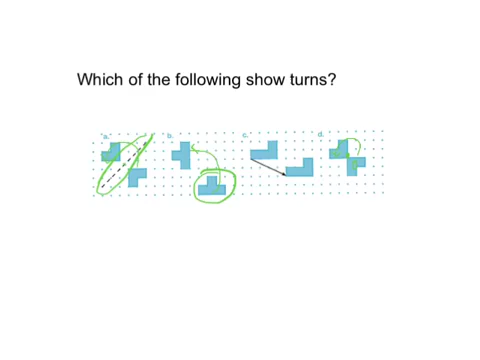 Which of the following show turns?
a. b. c. d.